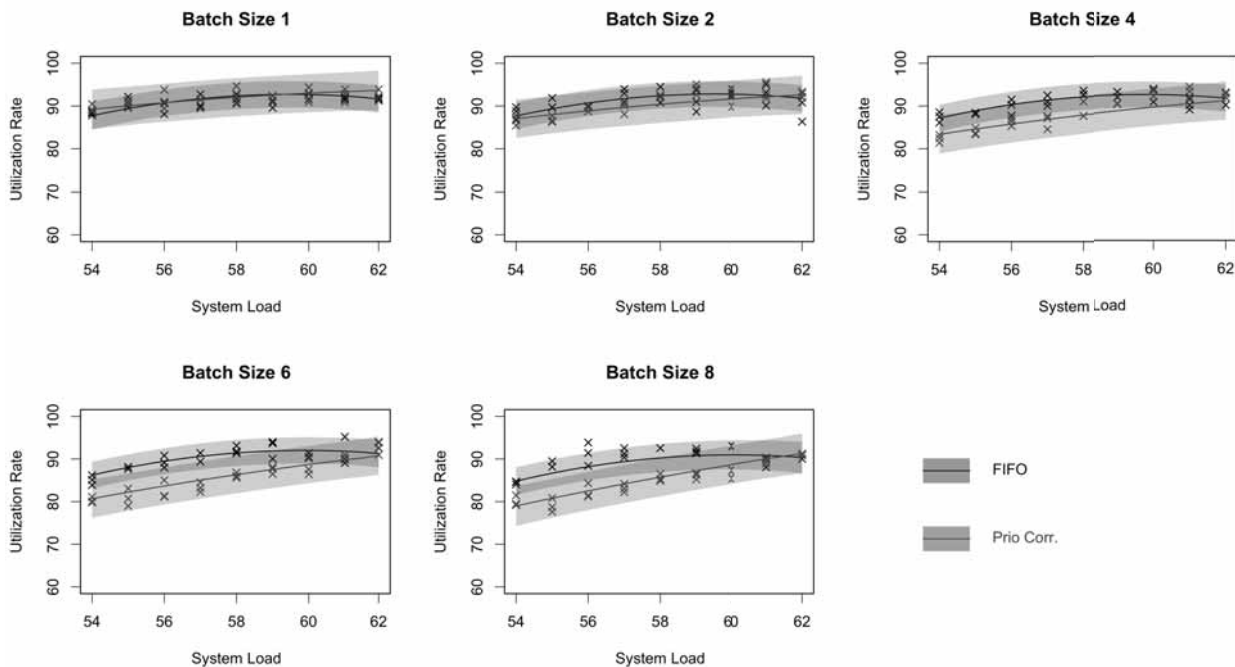 Batch Size 1
Utilization Rate
100
90
80
70
60
54 56 58 60 62
System Load
Batch Size 2
Utilization Rate
100
90
80
70
60
54 56 58 60 62
System Load
Batch Size 4
Utilization Rate
100
90
80
70
60
54 56 58 60 62
System Load
Batch Size 6
Utilization Rate
100
90
80
70
60
54 56 58 60 62
System Load
Batch Size 8
Utilization Rate
100
90
80
70
60
54 56 58 60 62
System Load
FIFO
Prio Corr.